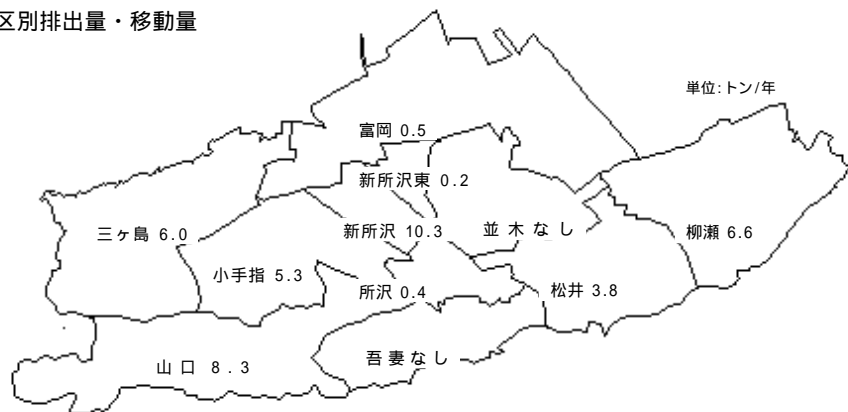 区別排出量・移動量
単位:トン/年
富岡 0.5
新所沢東 0.2
三ヶ島 6.0
新所沢 10.3
並木なし
柳瀬 6.6
小手指 5.3
所沢 0.4
松井 3.8
山口 8.3
吾妻なし